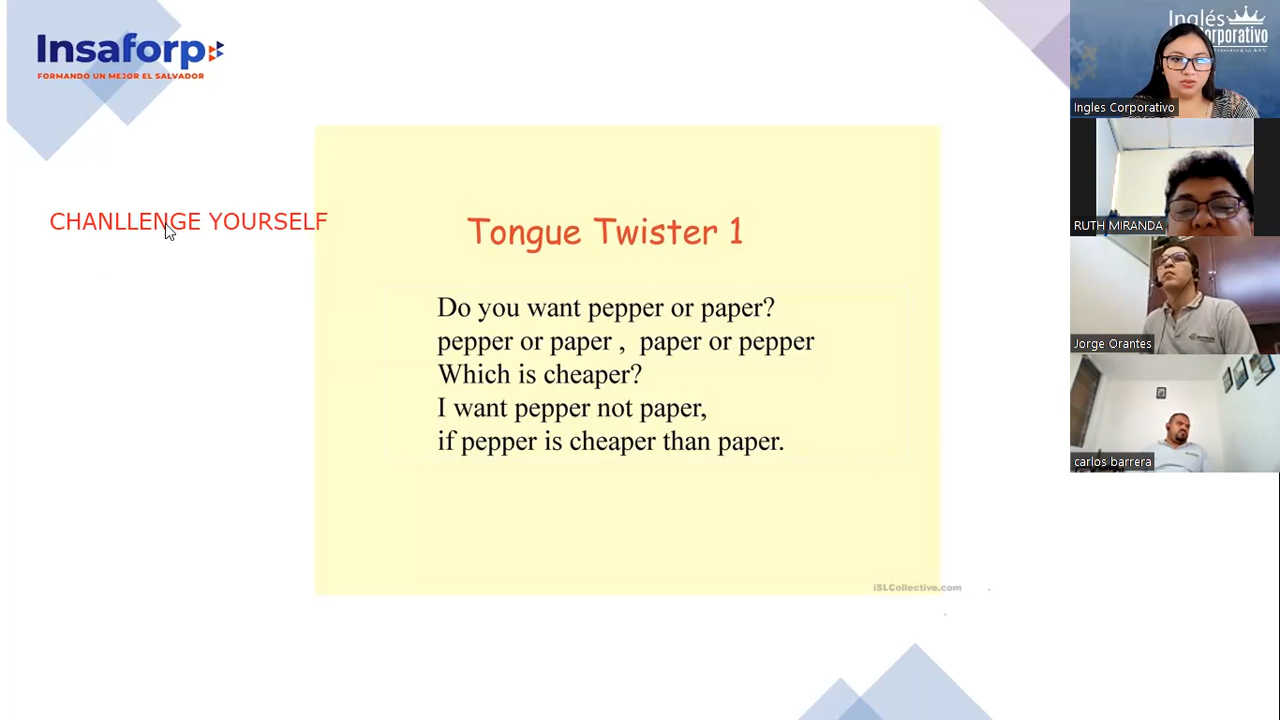 Insaforp
FORMANDO UN MEJOR EL SALVADOR
CHANLLENGE YOURSELF
Tongue Twister 1
Do you want pepper or paper?
pepper or paper ,  paper or pepper
Which is cheaper?
I want pepper not paper,
if pepper is cheaper than paper.
iSLCollective.com
Inglés
Corporativo
Ingles Corporativo
RUTH MIRANDA
Jorge Orantes
carlos barrera